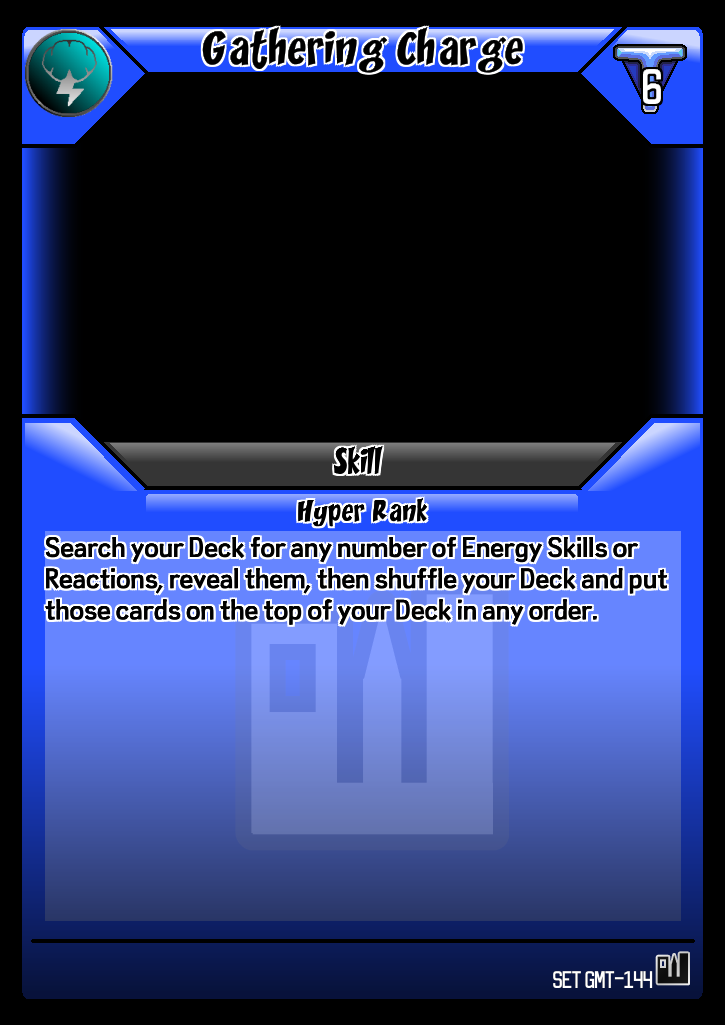 Gathering Charge
6
Skill
Hyper Rank
Search your Deck for any number of Energy Skills or
Reactions, reveal them, then shuffle your Deck and put
those cards on the top of your Deck in any order.
SET GMT-144